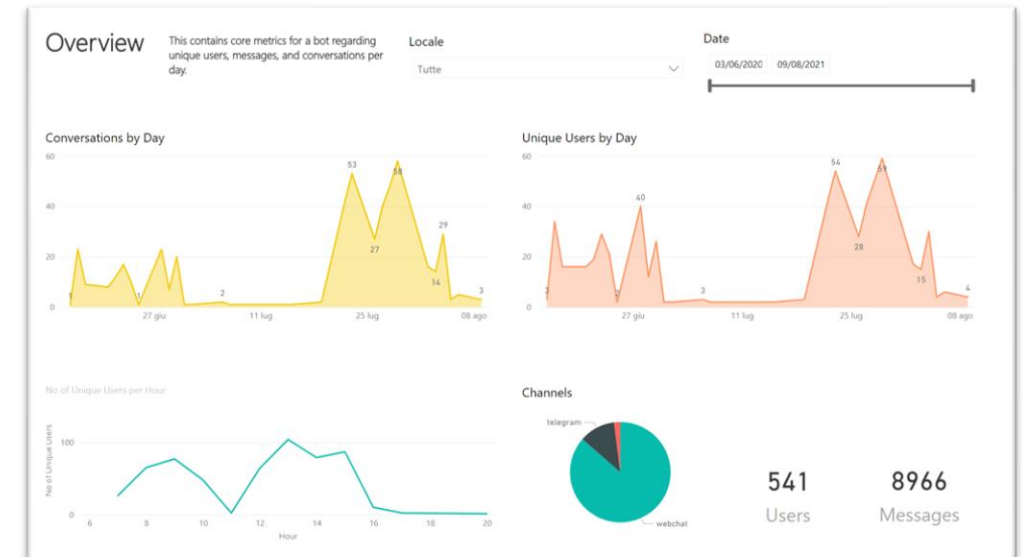 Overview
This contains core metrics for a bot regarding
unique users, messages, and conversations per
day.
Locale
Tutte
Date
03/06/2020 09/08/2021
Conversations by Day
60
40
20
0
1
1
2
53
27
58
14
29
3
27 giu 11 lug 25 lug 08 ago
Unique Users by Day
60
40
20
0
3
2
40
3
54
28
59
15
4
27 giu 11 lug 25 lug 08 ago
No of Unique Users per Hour
No of Unique Users
100
0
6 8 10 12 14 16 18 20
Hour
Channels
telegram
webchat
541
Users
8966
Messages